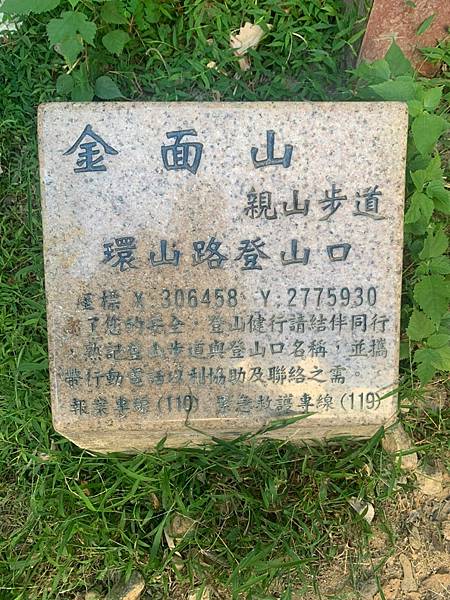 金面山
親山步道
環山路登山口
座標 X:306458 Y:2775930
為了您的安全，登山健行請結伴同行
，熟記登山步道與登山口名稱，並攜
帶行動電話以利協助及聯絡之需。
報案專線(110) 緊急救護專線(119)